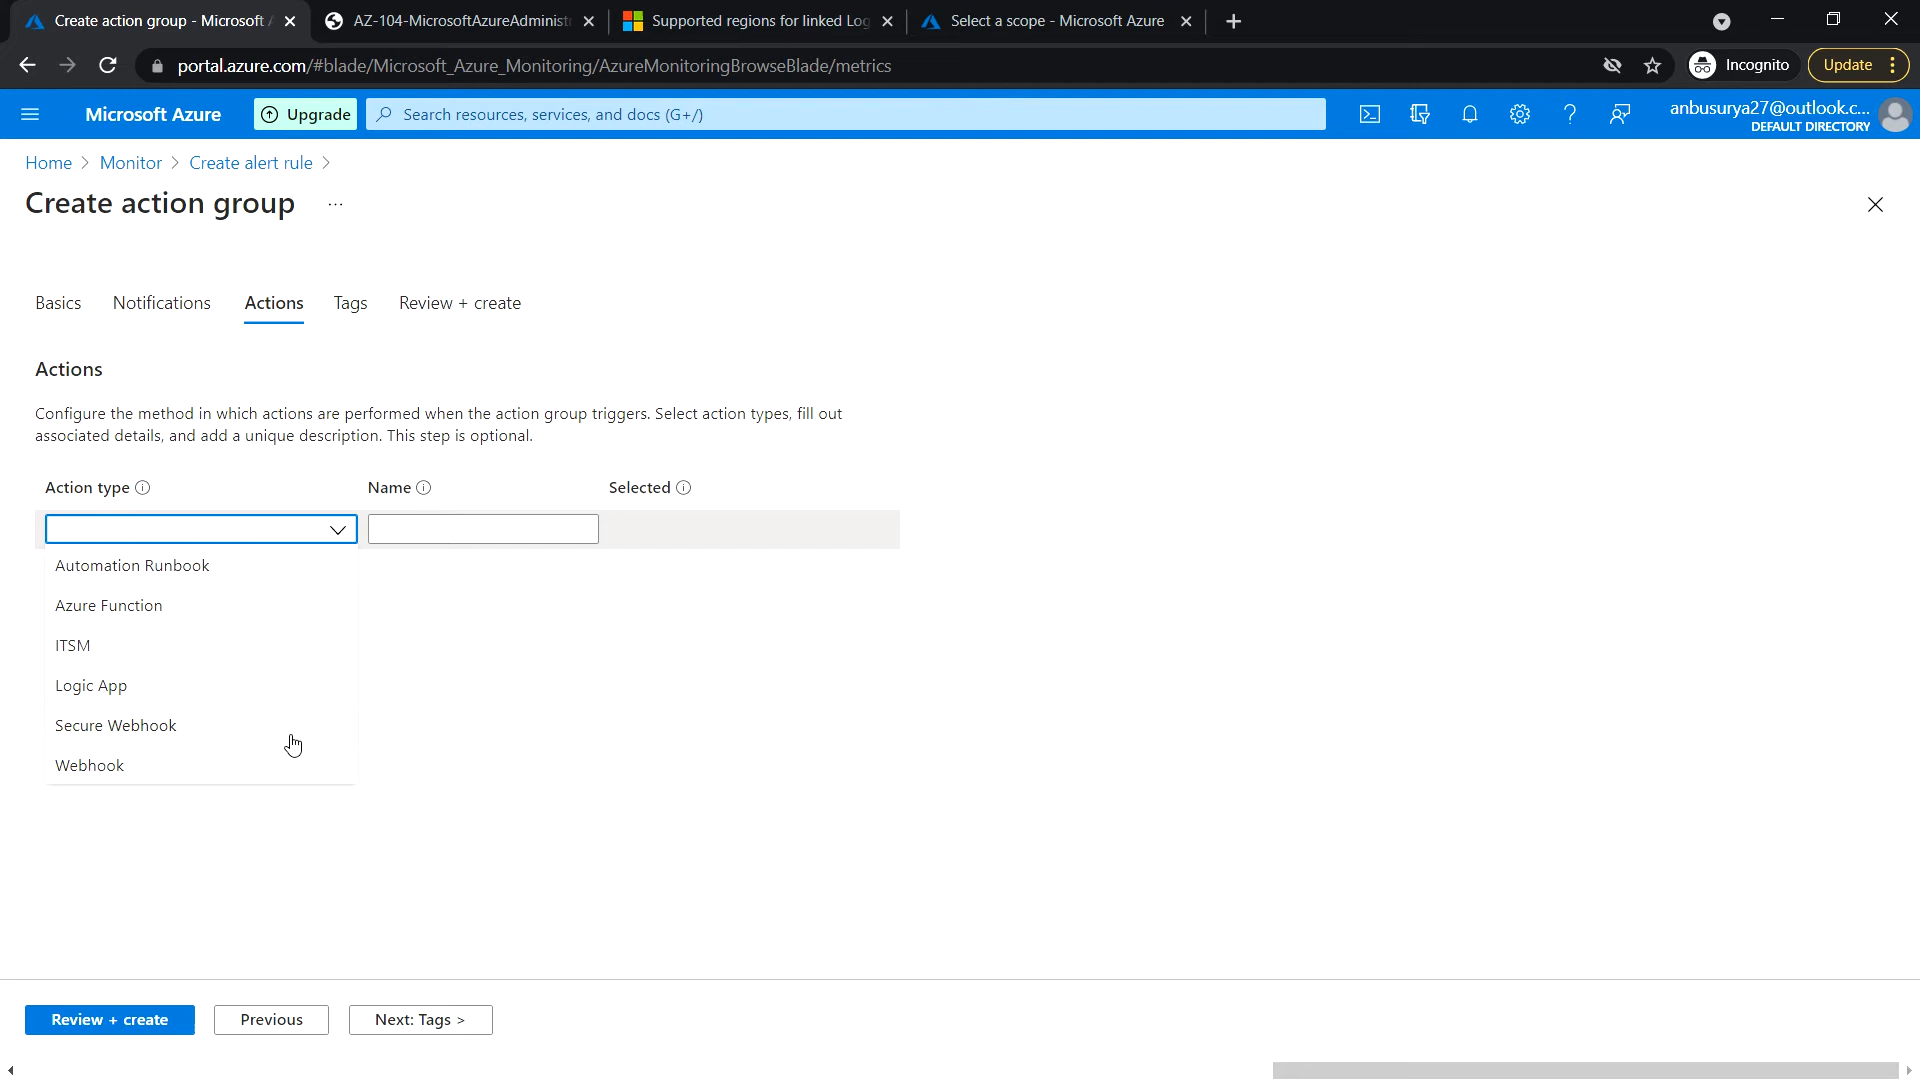 Create action group - Microsoft A
AZ-104-MicrosoftAzureAdminist
Supported regions for linked Log
Select a scope - Microsoft Azure
portal.azure.com/#blade/Microsoft_Azure_Monitoring/AzureMonitoringBrowseBlade/metrics
Incognito
Update
Microsoft Azure
Upgrade
Search resources, services, and docs (G+/)
anbusurya27@outlook.c...
DEFAULT DIRECTORY
Home > Monitor > Create alert rule >
Create action group ...
Basics
Notifications
Actions
Tags
Review + create
Actions
Configure the method in which actions are performed when the action group triggers. Select action types, fill out
associated details, and add a unique description. This step is optional.
Action type
Name
Selected
Automation Runbook
Azure Function
ITSM
Logic App
Secure Webhook
Webhook
Review + create
Previous
Next: Tags >